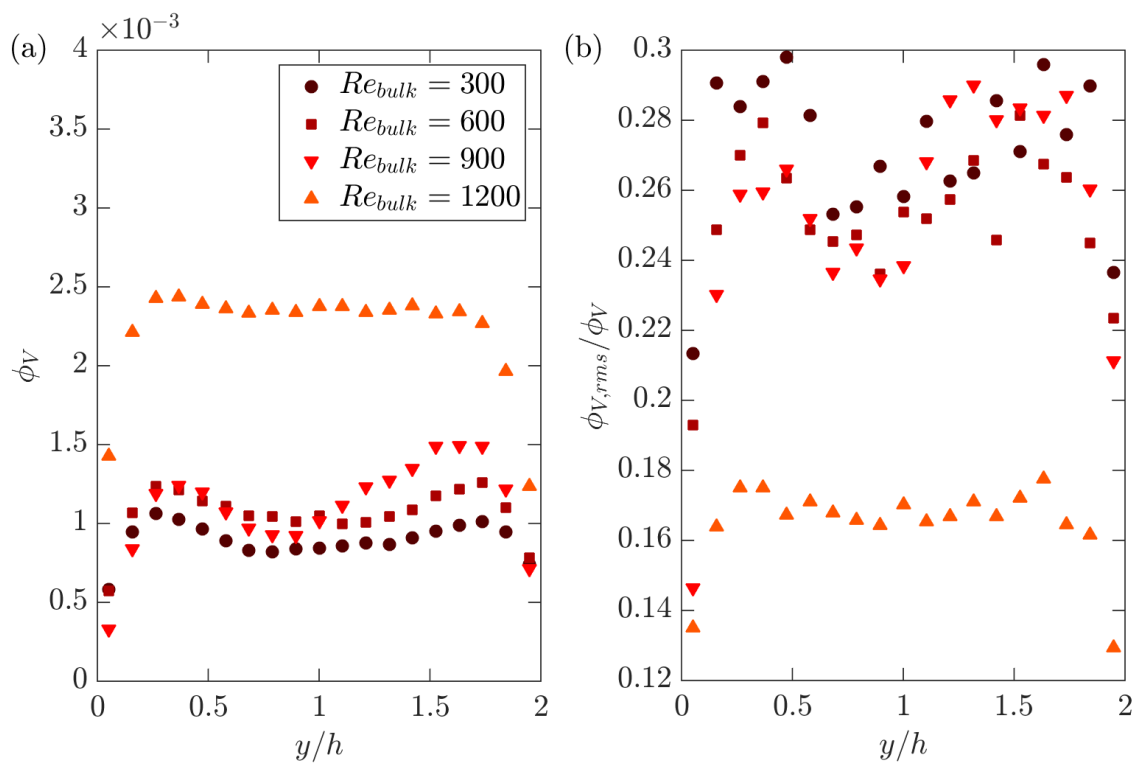 (a)
×10⁻³
4
3.5
3
2.5
2
1.5
1
0.5
0
ϕ_V
0 0.5 1 1.5 2
y/h
Re_bulk = 300
Re_bulk = 600
Re_bulk = 900
Re_bulk = 1200
(b)
0.3
0.28
0.26
0.24
0.22
0.2
0.18
0.16
0.14
0.12
ϕ_V,rms/ϕ_V
0 0.5 1 1.5 2
y/h